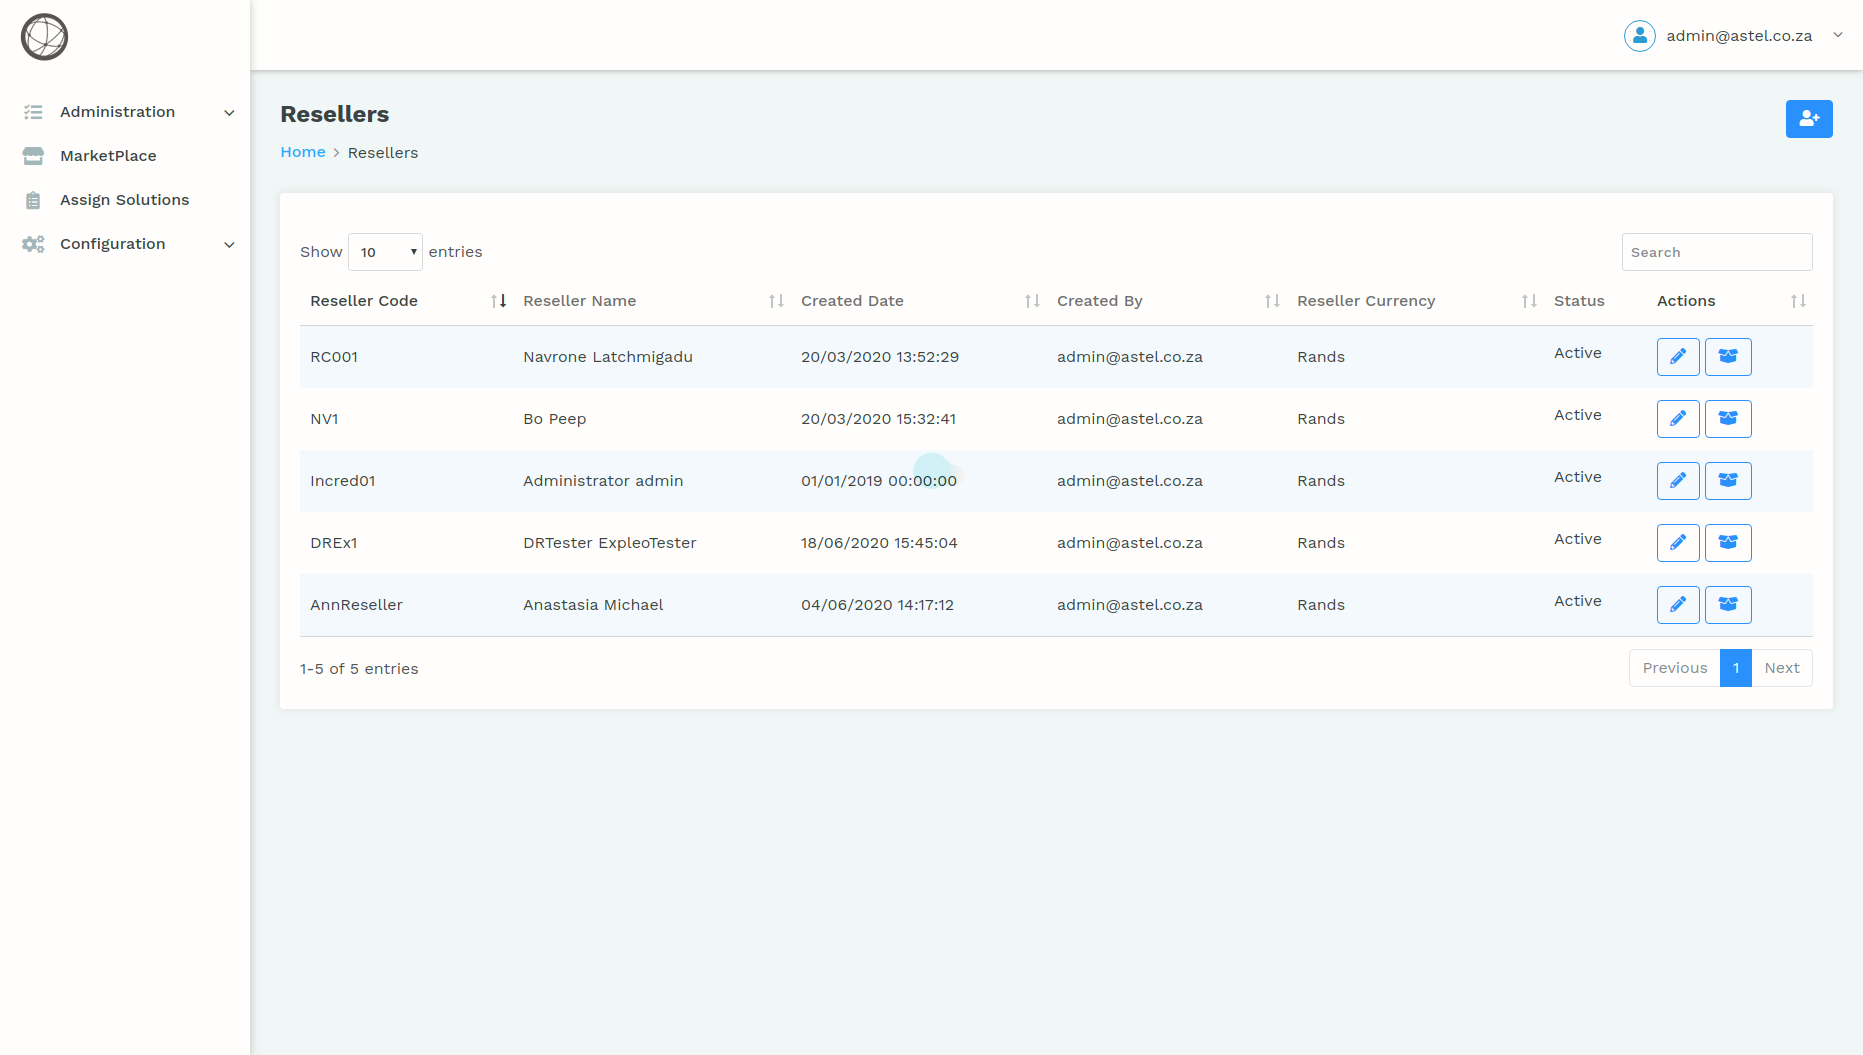 admin@astel.co.za
Administration
MarketPlace
Assign Solutions
Configuration
Resellers
Home > Resellers
Show 10 entries
Search
Reseller Code Reseller Name Created Date Created By Reseller Currency Status Actions
RC001 Navrone Latchmigadu 20/03/2020 13:52:29 admin@astel.co.za Rands Active
NV1 Bo Peep 20/03/2020 15:32:41 admin@astel.co.za Rands Active
Incred01 Administrator admin 01/01/2019 00:00:00 admin@astel.co.za Rands Active
DREx1 DRTester ExpleoTester 18/06/2020 15:45:04 admin@astel.co.za Rands Active
AnnReseller Anastasia Michael 04/06/2020 14:17:12 admin@astel.co.za Rands Active
1-5 of 5 entries
Previous 1 Next